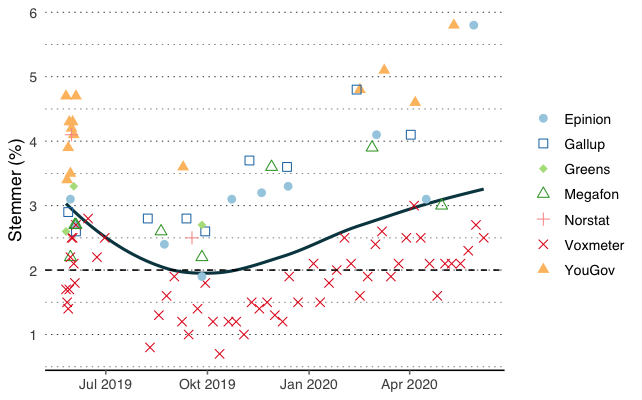 6
5
4
3
2
1
Stemmer (%)
Jul 2019
Okt 2019
Jan 2020
Apr 2020
Epinion
Gallup
Greens
Megafon
Norstat
Voxmeter
YouGov